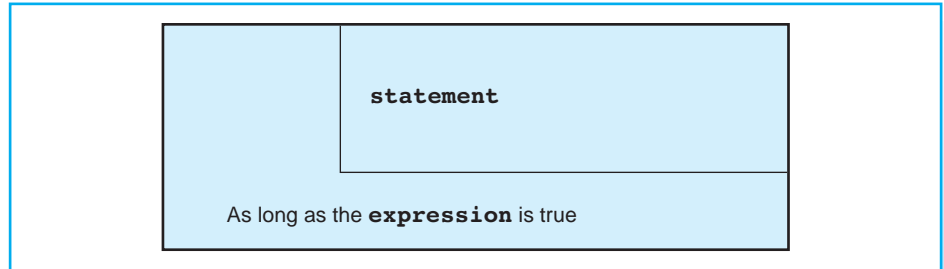 statement
As long as the expression is true